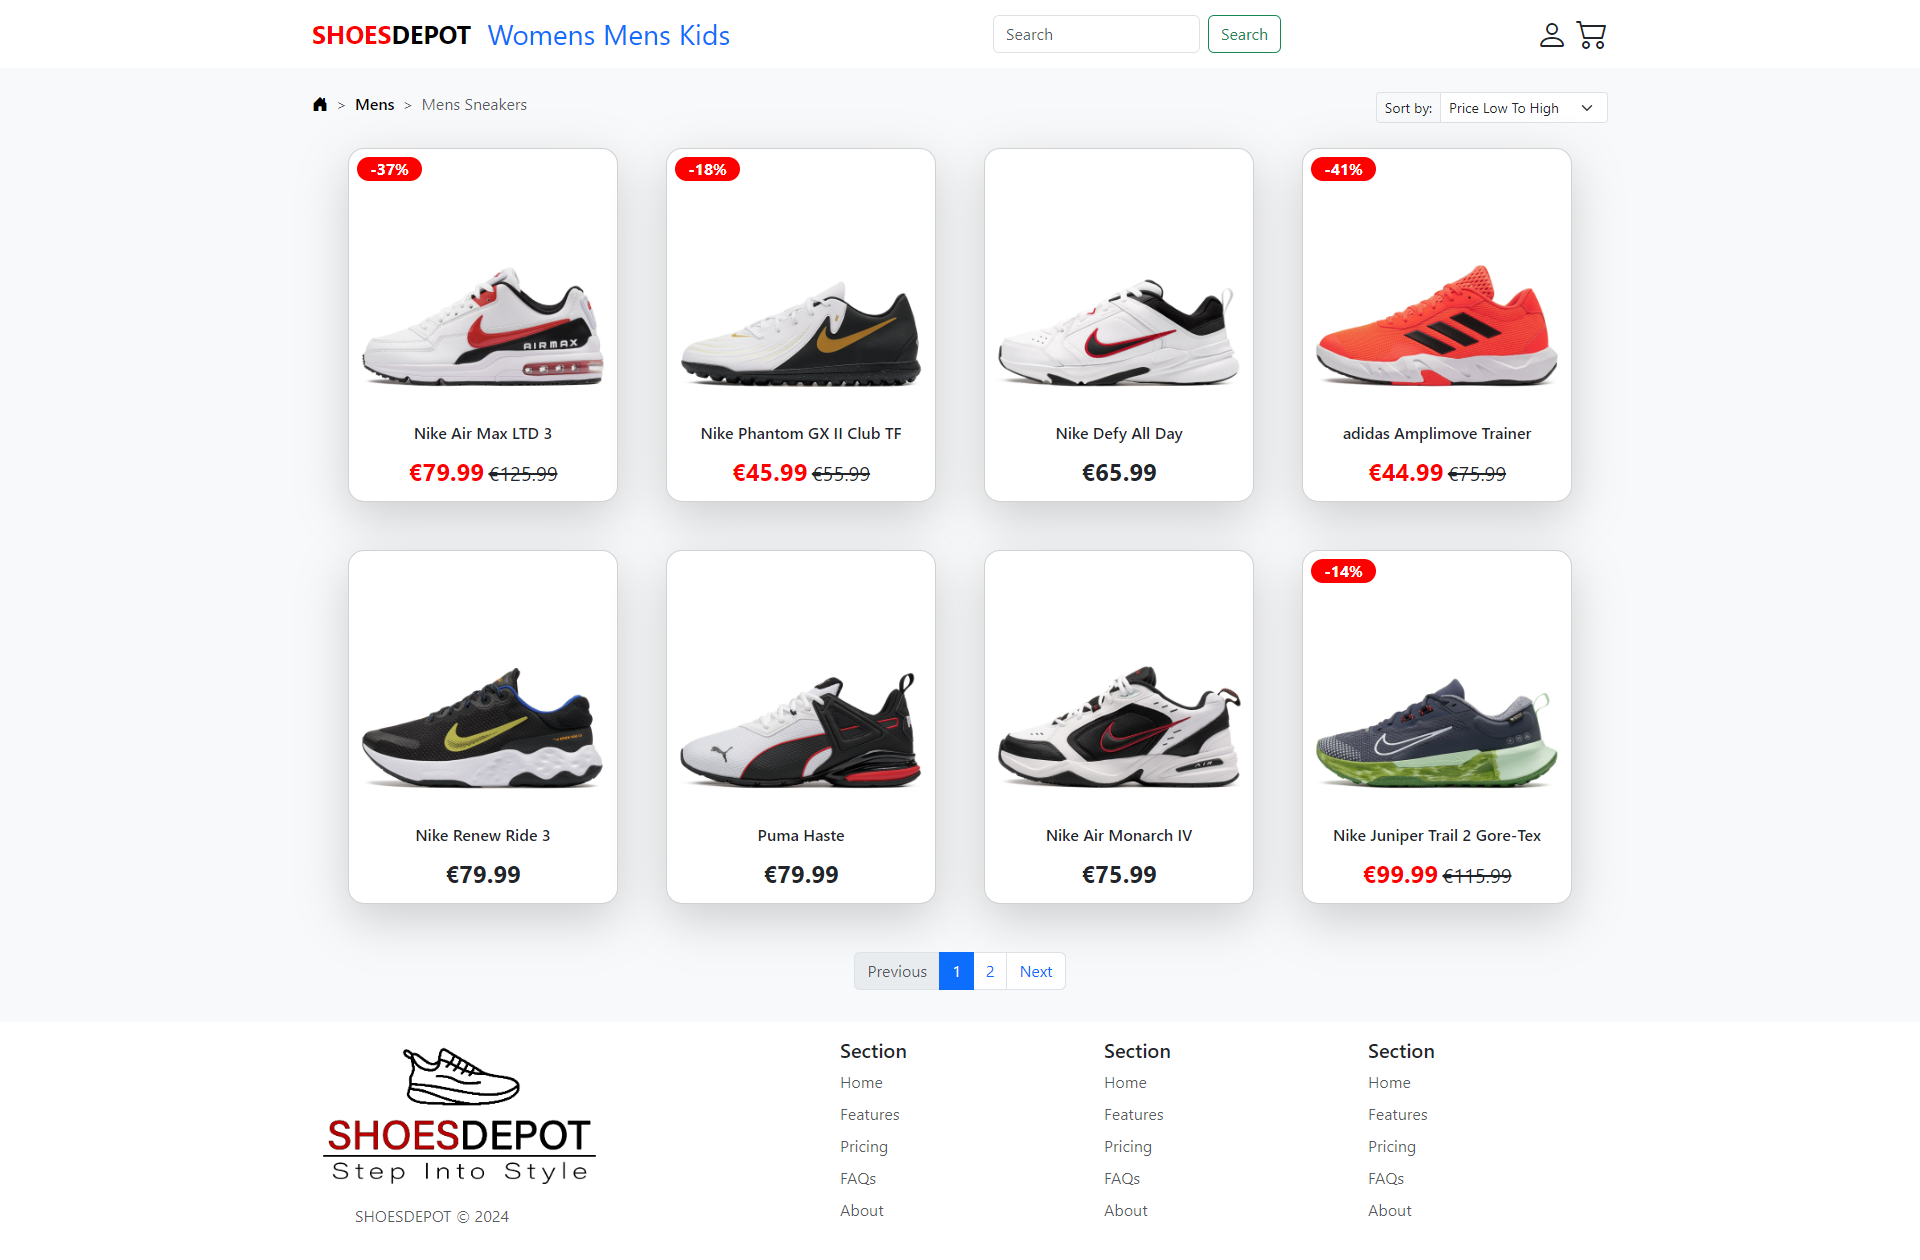 SHOESDEPOT Womens Mens Kids Search Search
> Mens > Mens Sneakers Sort by: Price Low To High
-37% -18% -41%
AIRMAX
Nike Air Max LTD 3 Nike Phantom GX II Club TF Nike Defy All Day adidas Amplimove Trainer
€79.99 €125.99 €45.99 €55.99 €65.99 €44.99 €75.99
-14%
AIR
Nike Renew Ride 3 Puma Haste Nike Air Monarch IV Nike Juniper Trail 2 Gore-Tex
€79.99 €79.99 €75.99 €99.99 €115.99
Previous 1 2 Next
SHOESDEPOT
Step Into Style
SHOESDEPOT © 2024
Section
Home
Features
Pricing
FAQs
About
Section
Home
Features
Pricing
FAQs
About
Section
Home
Features
Pricing
FAQs
About